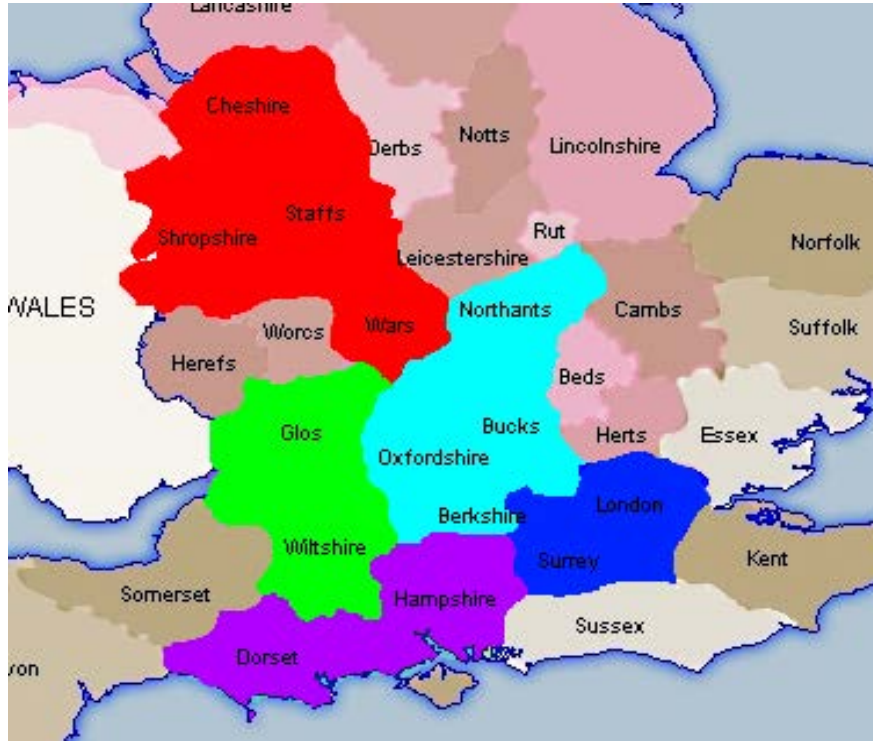 Lancashire
Cheshire
Derbs
Notts
Lincolnshire
Staffs
Shropshire
Rut
Norfolk
Leicestershire
WALES
Northants
Cambs
Wars
Worcs
Suffolk
Herefs
Beds
Glos
Bucks
Herts
Essex
Oxfordshire
London
Berkshire
Wiltshire
Surrey
Kent
Somerset
Hampshire
Sussex
Dorset
von